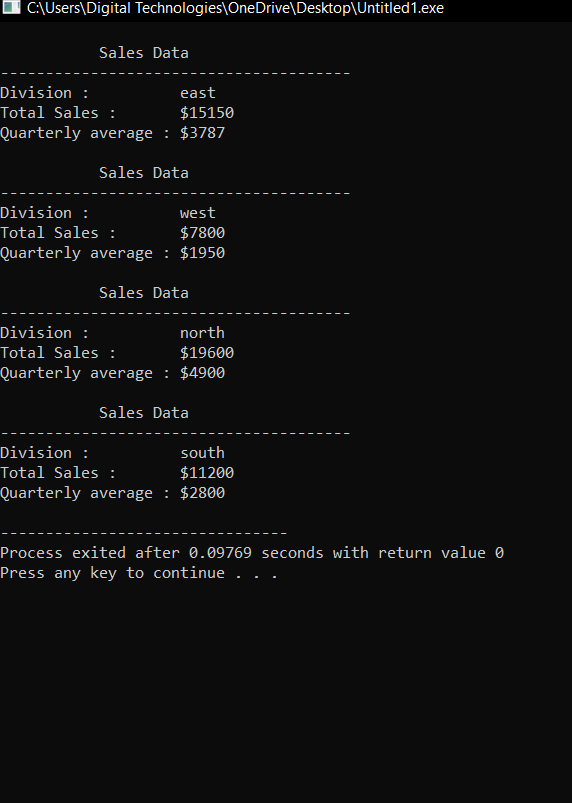 C:\Users\Digital Technologies\OneDrive\Desktop\Untitled1.exe
Sales Data
---------------------------------------
Division :          east
Total Sales :       $15150
Quarterly average : $3787
Sales Data
---------------------------------------
Division :          west
Total Sales :       $7800
Quarterly average : $1950
Sales Data
---------------------------------------
Division :          north
Total Sales :       $19600
Quarterly average : $4900
Sales Data
---------------------------------------
Division :          south
Total Sales :       $11200
Quarterly average : $2800
--------------------------------
Process exited after 0.09769 seconds with return value 0
Press any key to continue . . .